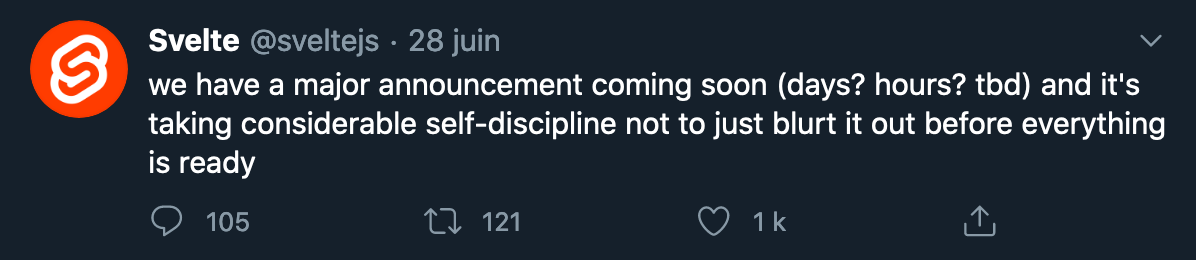 Svelte @sveltejs · 28 juin
we have a major announcement coming soon (days? hours? tbd) and it's
taking considerable self-discipline not to just blurt it out before everything
is ready
105 121 1 k